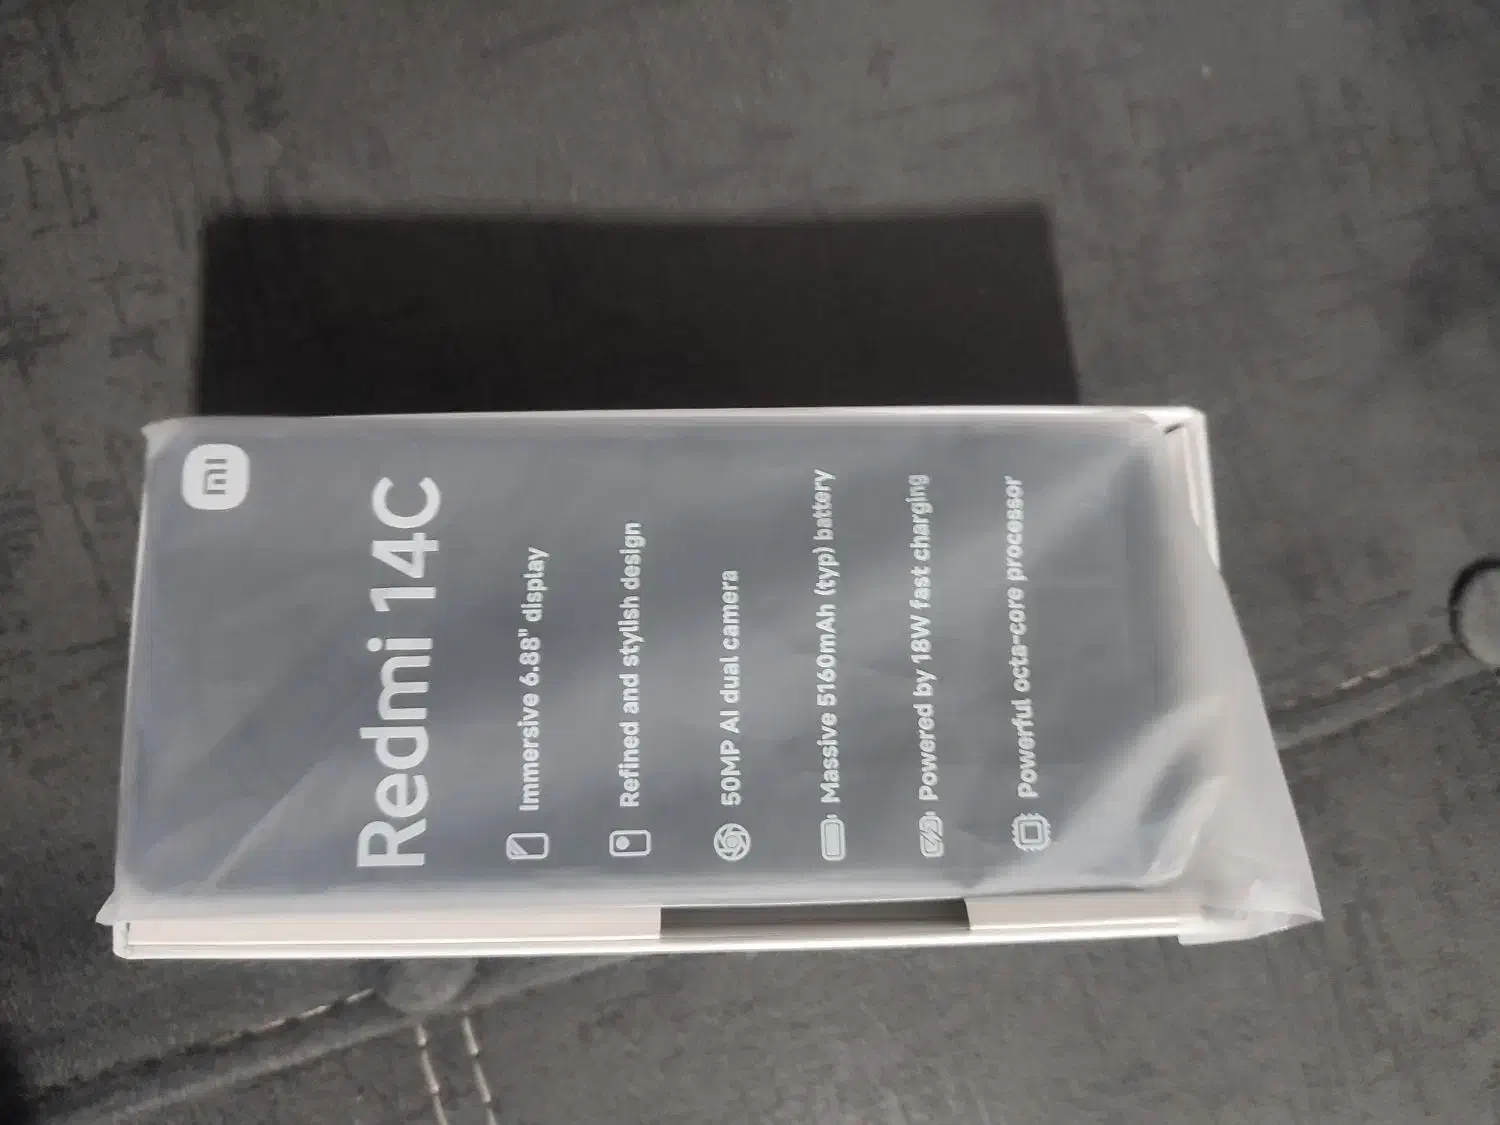 mi
Redmi 14C
Immersive 6.88" display
Refined and stylish design
50MP AI dual camera
Massive 5160mAh (typ) battery
Powered by 18W fast charging
Powerful octa-core processor